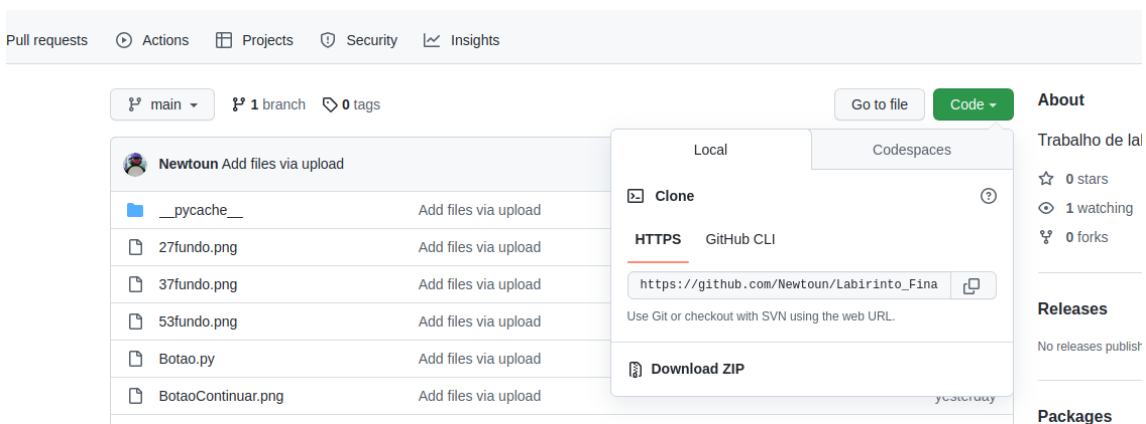 Pull requests Actions Projects Security Insights
main 1 branch 0 tags Go to file Code
Newtoun Add files via upload
__pycache__ Add files via upload
27fundo.png Add files via upload
37fundo.png Add files via upload
53fundo.png Add files via upload
Botao.py Add files via upload
BotaoContinuar.png Add files via upload yesterday
Local Codespaces
Clone
HTTPS GitHub CLI
https://github.com/Newtoun/Labirinto_Fina
Use Git or checkout with SVN using the web URL.
Download ZIP
About
Trabalho de la
0 stars
1 watching
0 forks
Releases
No releases publish
Packages